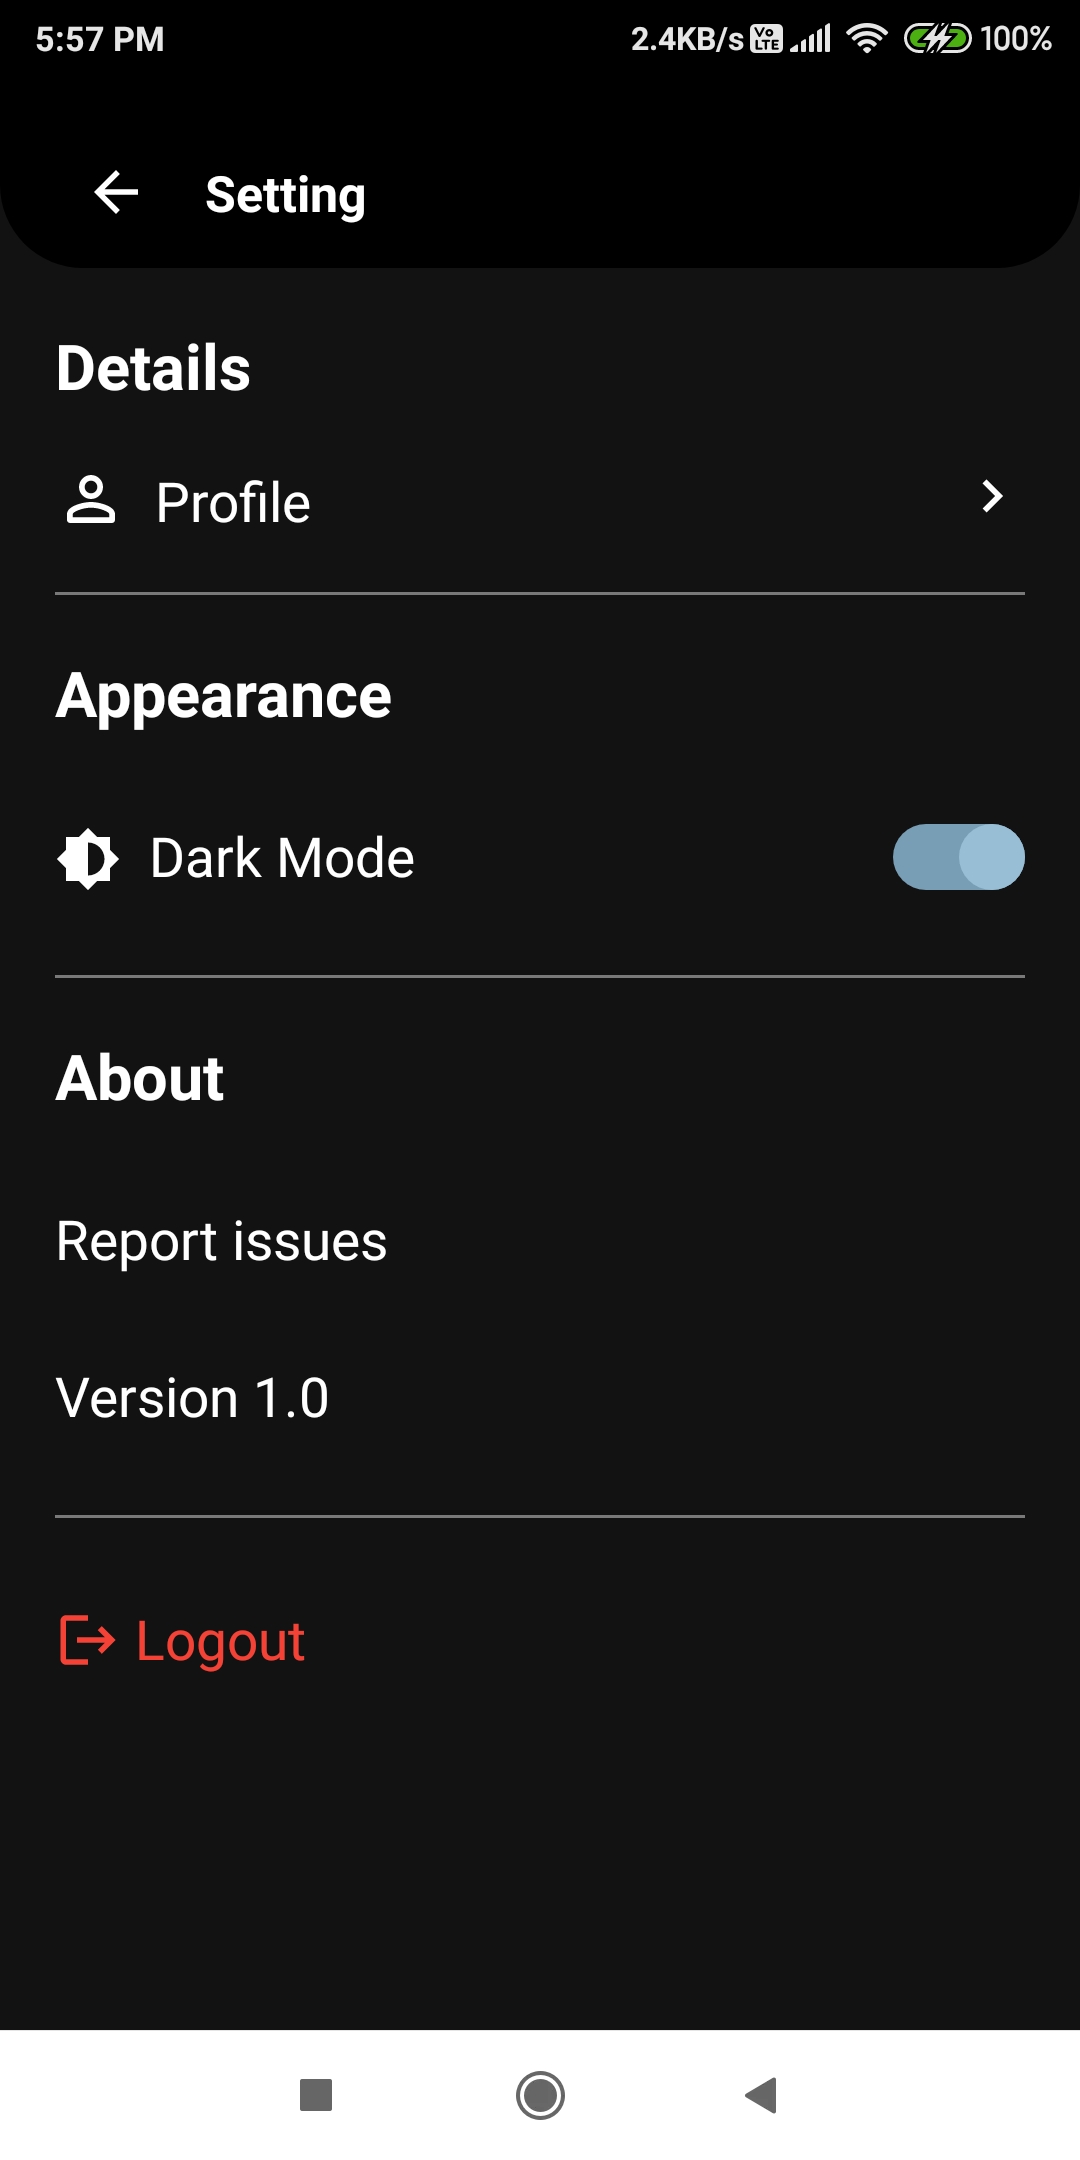 5:57 PM 2.4KB/s Vo LTE 100%
Setting
Details
Profile
Appearance
Dark Mode
About
Report issues
Version 1.0
Logout